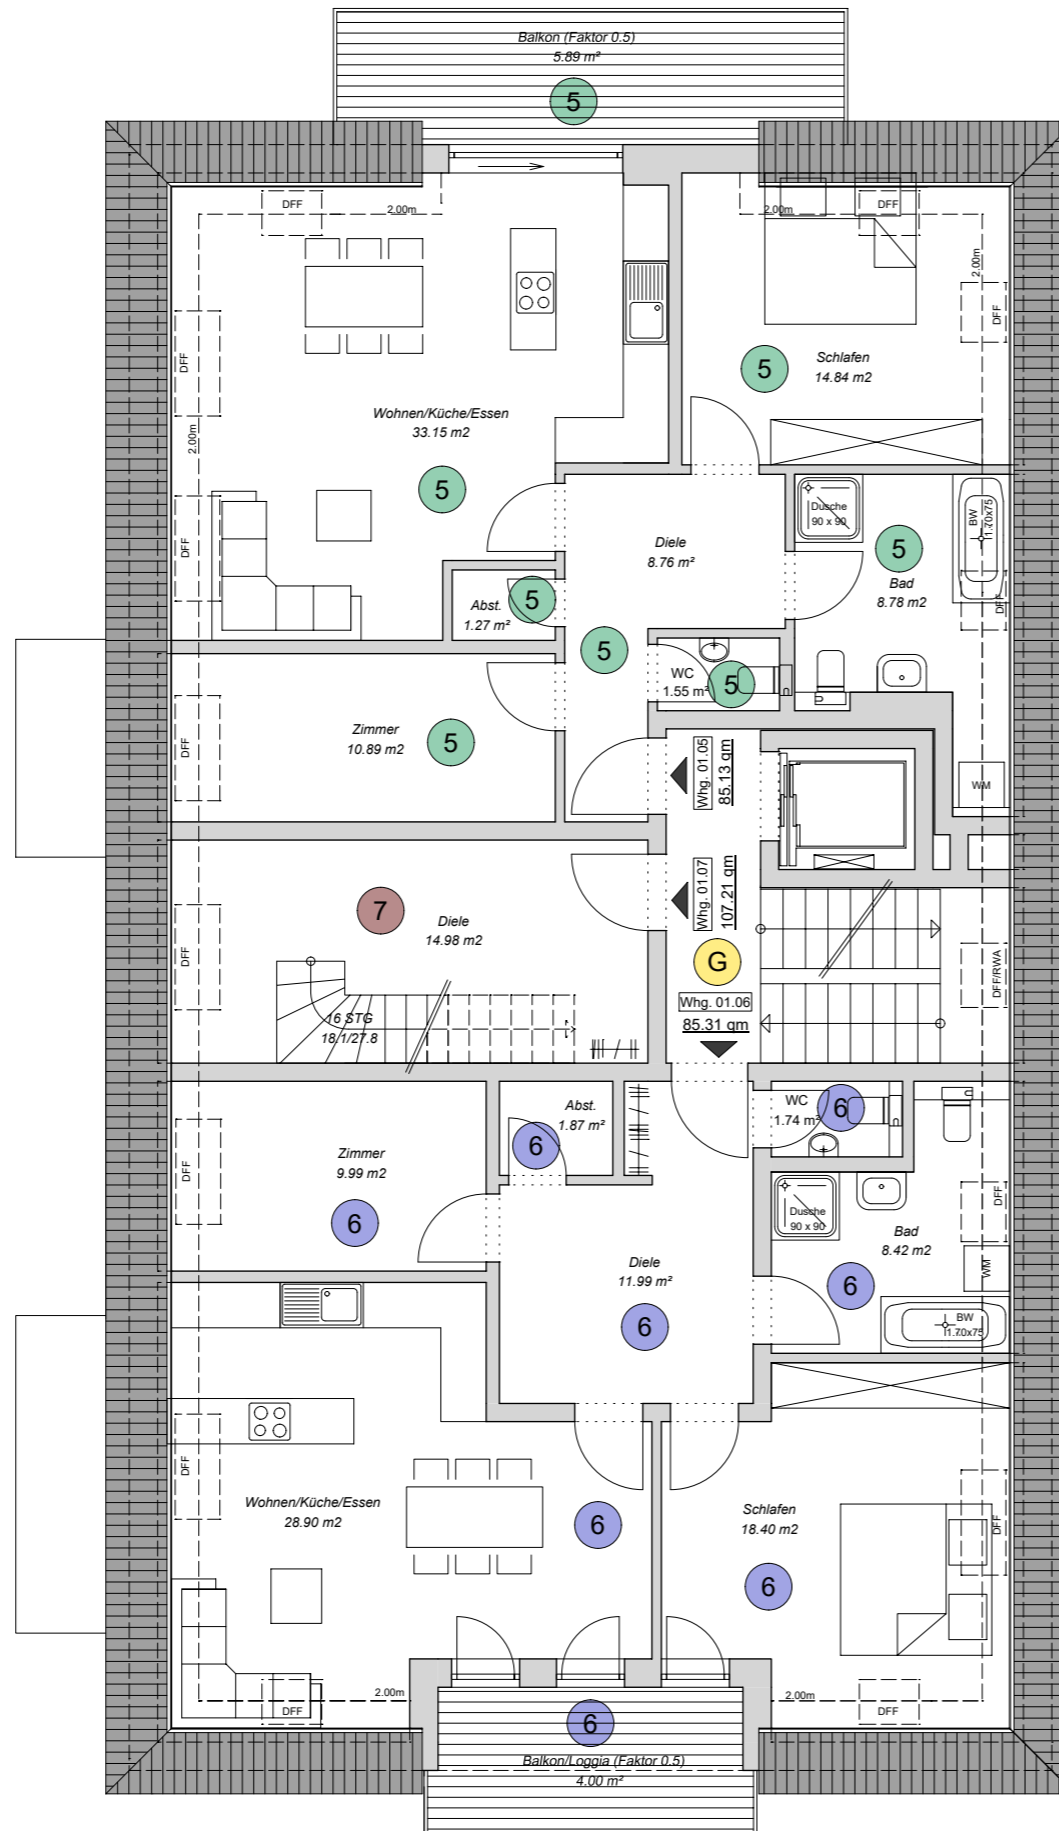 Balkon (Faktor 0.5)
5.89 m²
5
DFF
2.00m
2.00m
DFF
2.00m
DFF
DFF
Schlafen
14.84 m2
5
Wohnen/Küche/Essen
33.15 m2
2.00m
5
DFF
Dusche
90 x 90
BW
1.70x75
Diele
8.76 m²
5
Bad
8.78 m²
DFF
5
Abst.
1.27 m²
5
WC
1.55 m²
5
Zimmer
10.89 m2
5
DFF
Whg. 01.05
85.13 qm
WM
Whg. 01.07
107.21 qm
7
Diele
14.98 m2
DFF
G
DFF/RWA
Whg. 01.06
85.31 qm
16 STG
18.1/27.8
WC
1.74 m²
6
Abst.
1.87 m²
6
Zimmer
9.99 m2
6
DFF
Dusche
90 x 90
DFF
Bad
8.42 m2
WM
6
Diele
11.99 m²
6
BW
1.70x75
DFF
Wohnen/Küche/Essen
28.90 m2
6
Schlafen
18.40 m2
6
DFF
2.00m
2.00m
DFF
DFF
6
Balkon/Loggia (Faktor 0.5)
4.00 m²